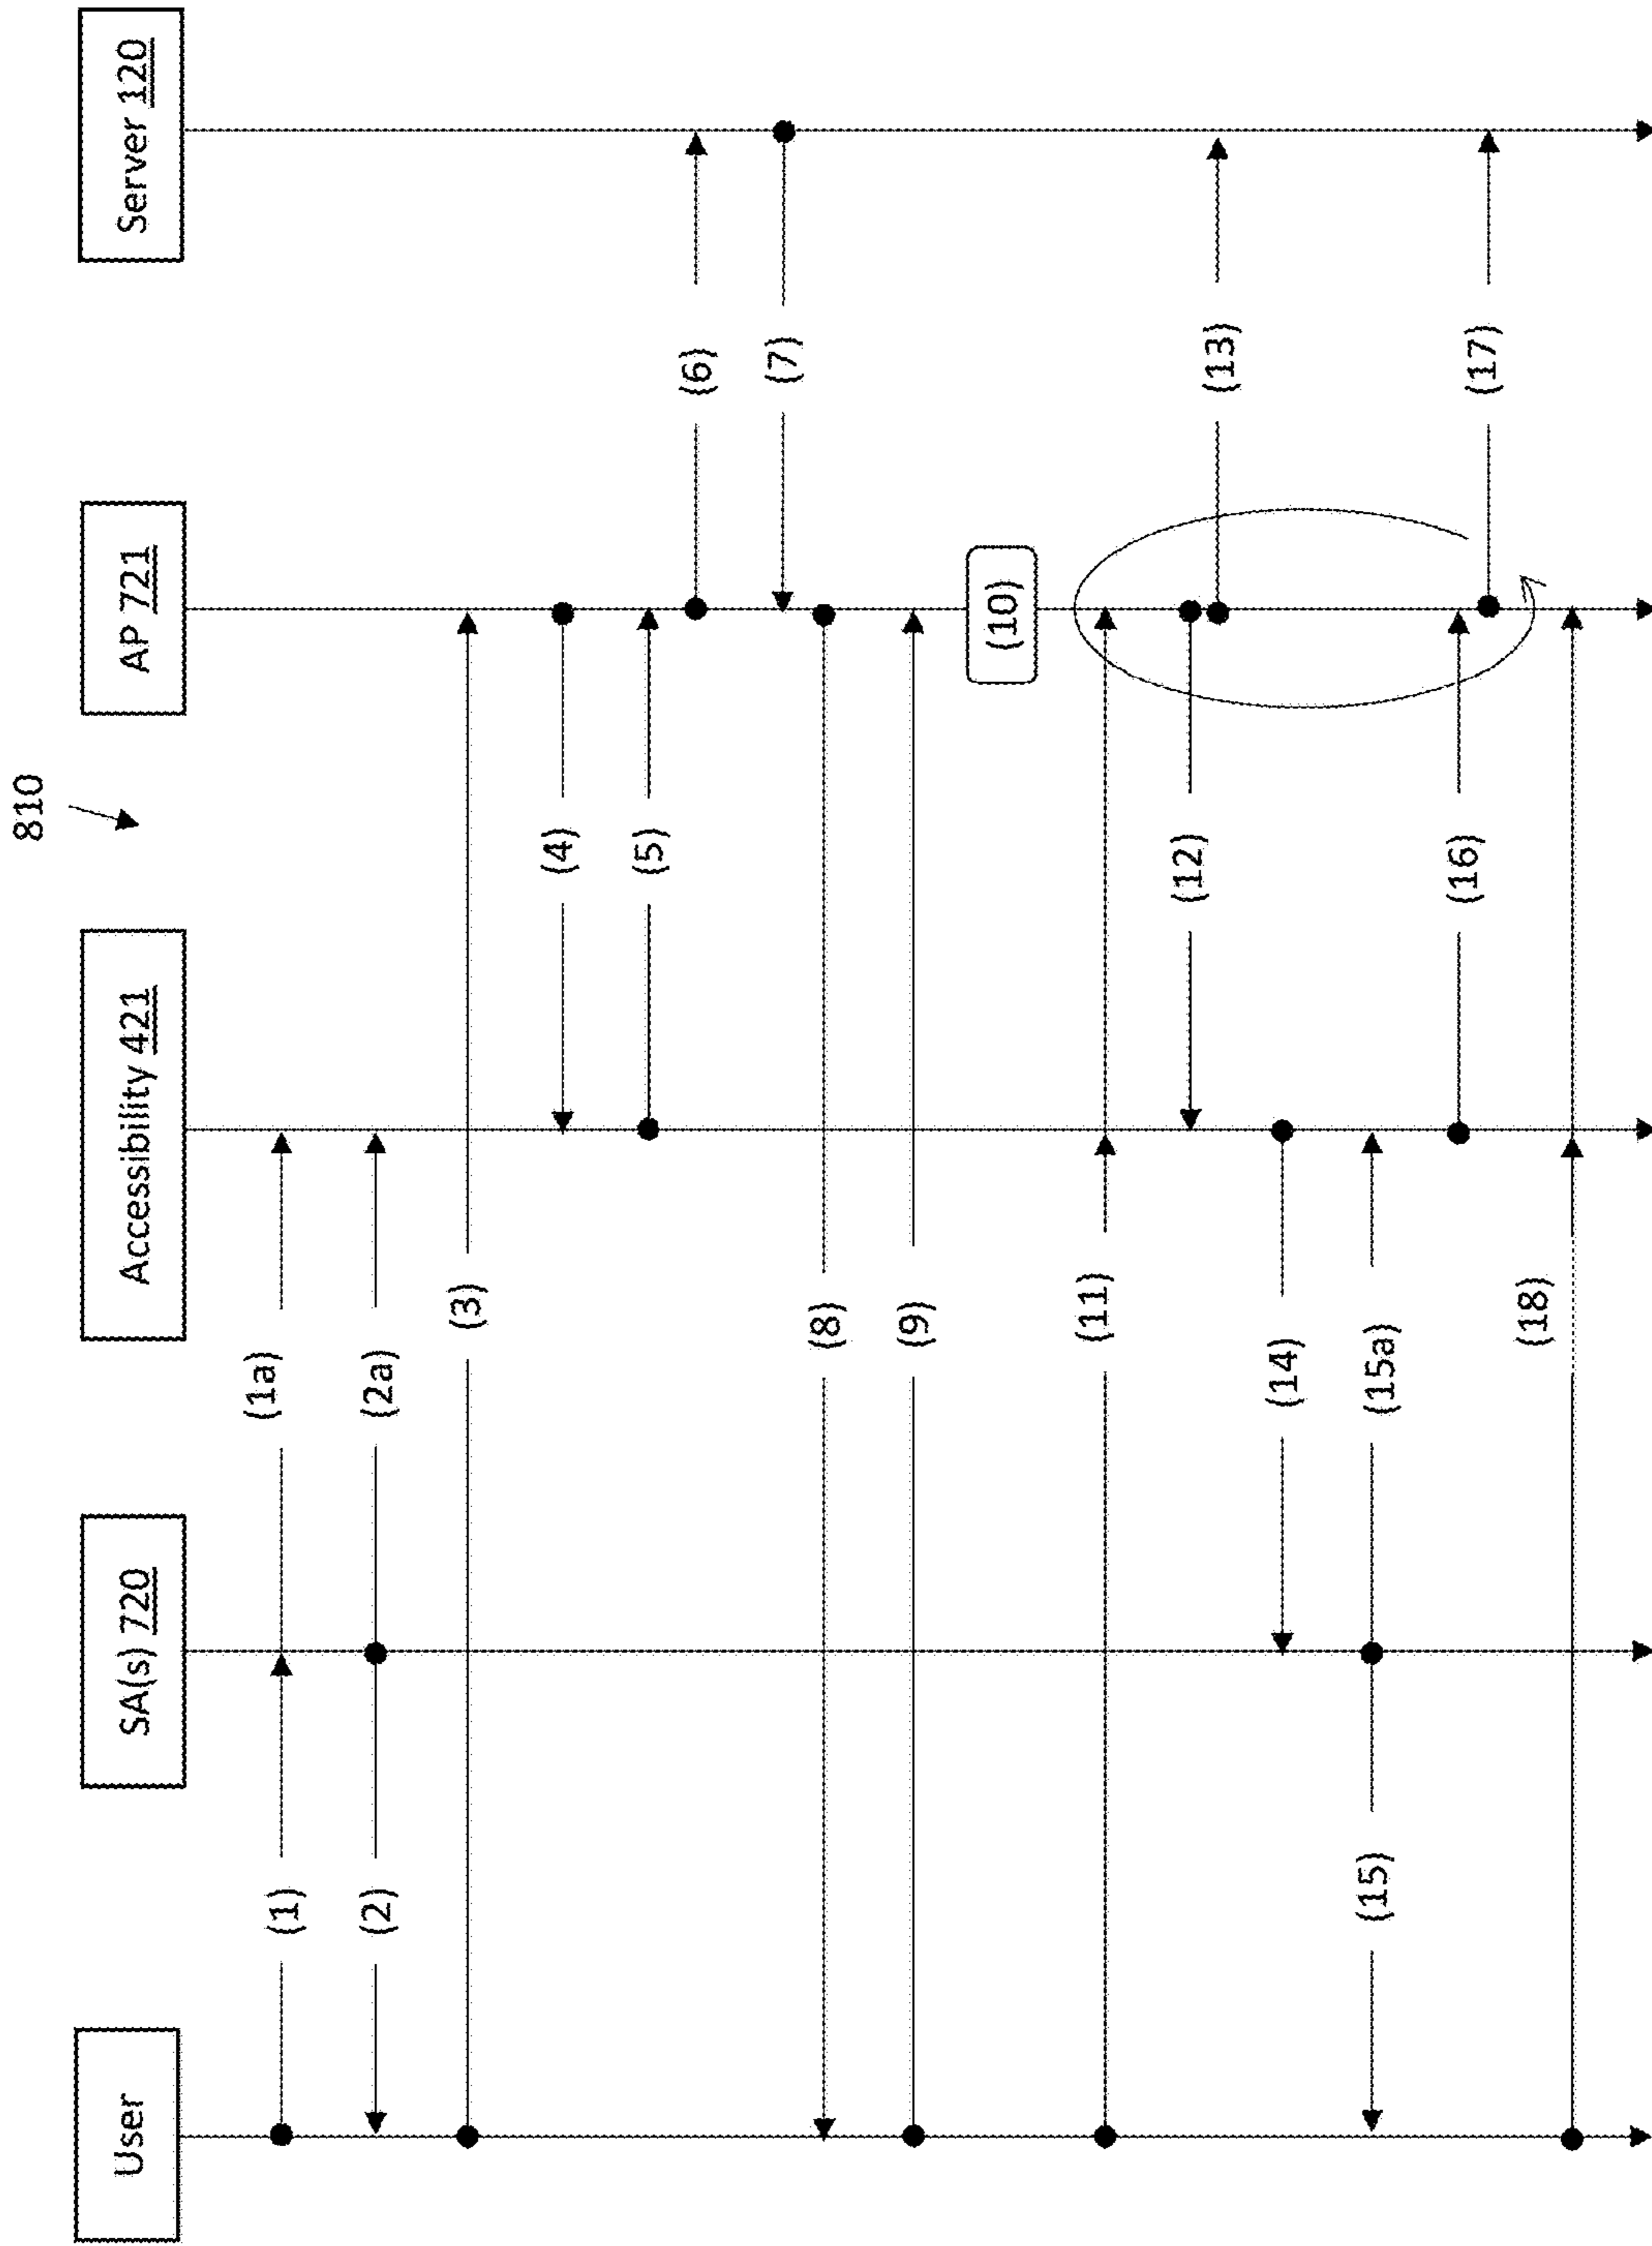 810
User
SA(s) 720
Accessibility 421
AP 721
Server 120
(1)
(1a)
(2)
(2a)
(3)
(4)
(5)
(6)
(7)
(8)
(9)
(10)
(11)
(12)
(13)
(14)
(15)
(15a)
(16)
(17)
(18)